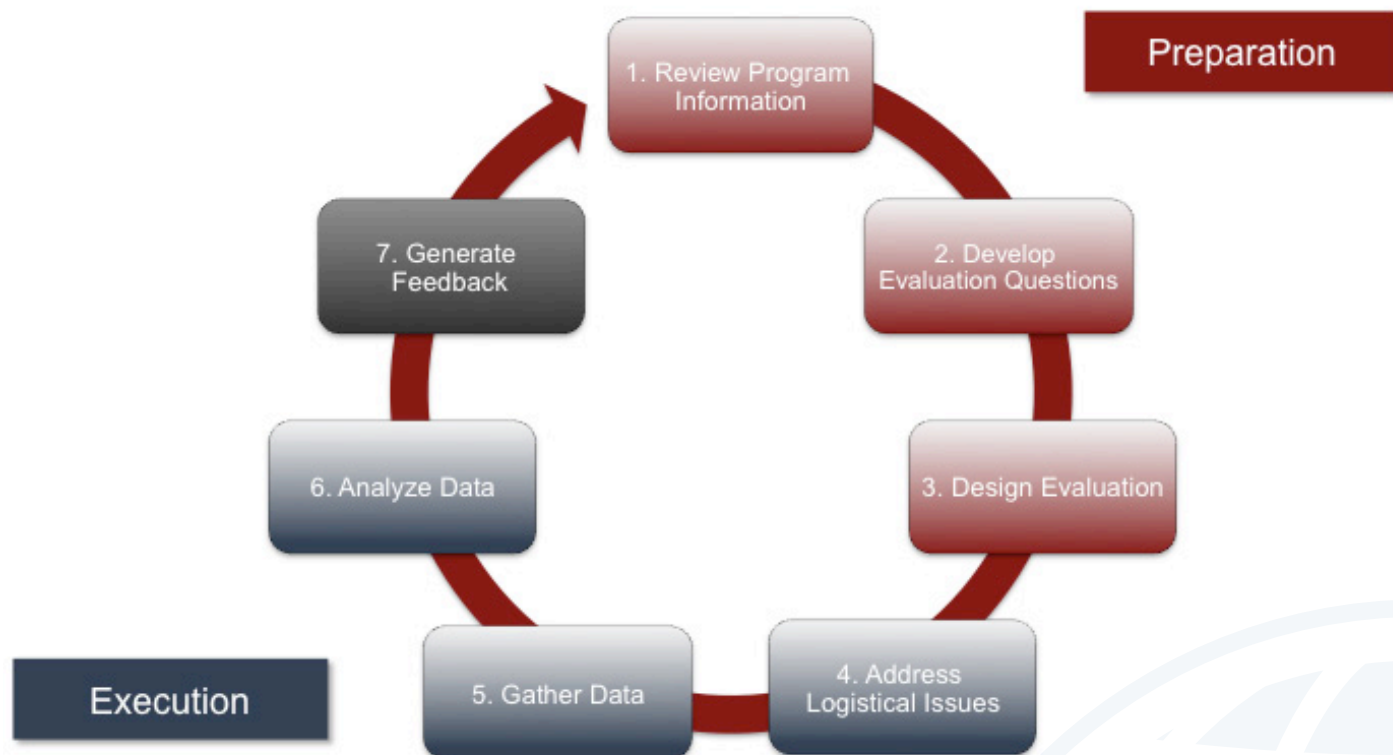 Preparation
1. Review Program
Information
2. Develop
Evaluation Questions
3. Design Evaluation
4. Address
Logistical Issues
5. Gather Data
6. Analyze Data
7. Generate
Feedback
Execution